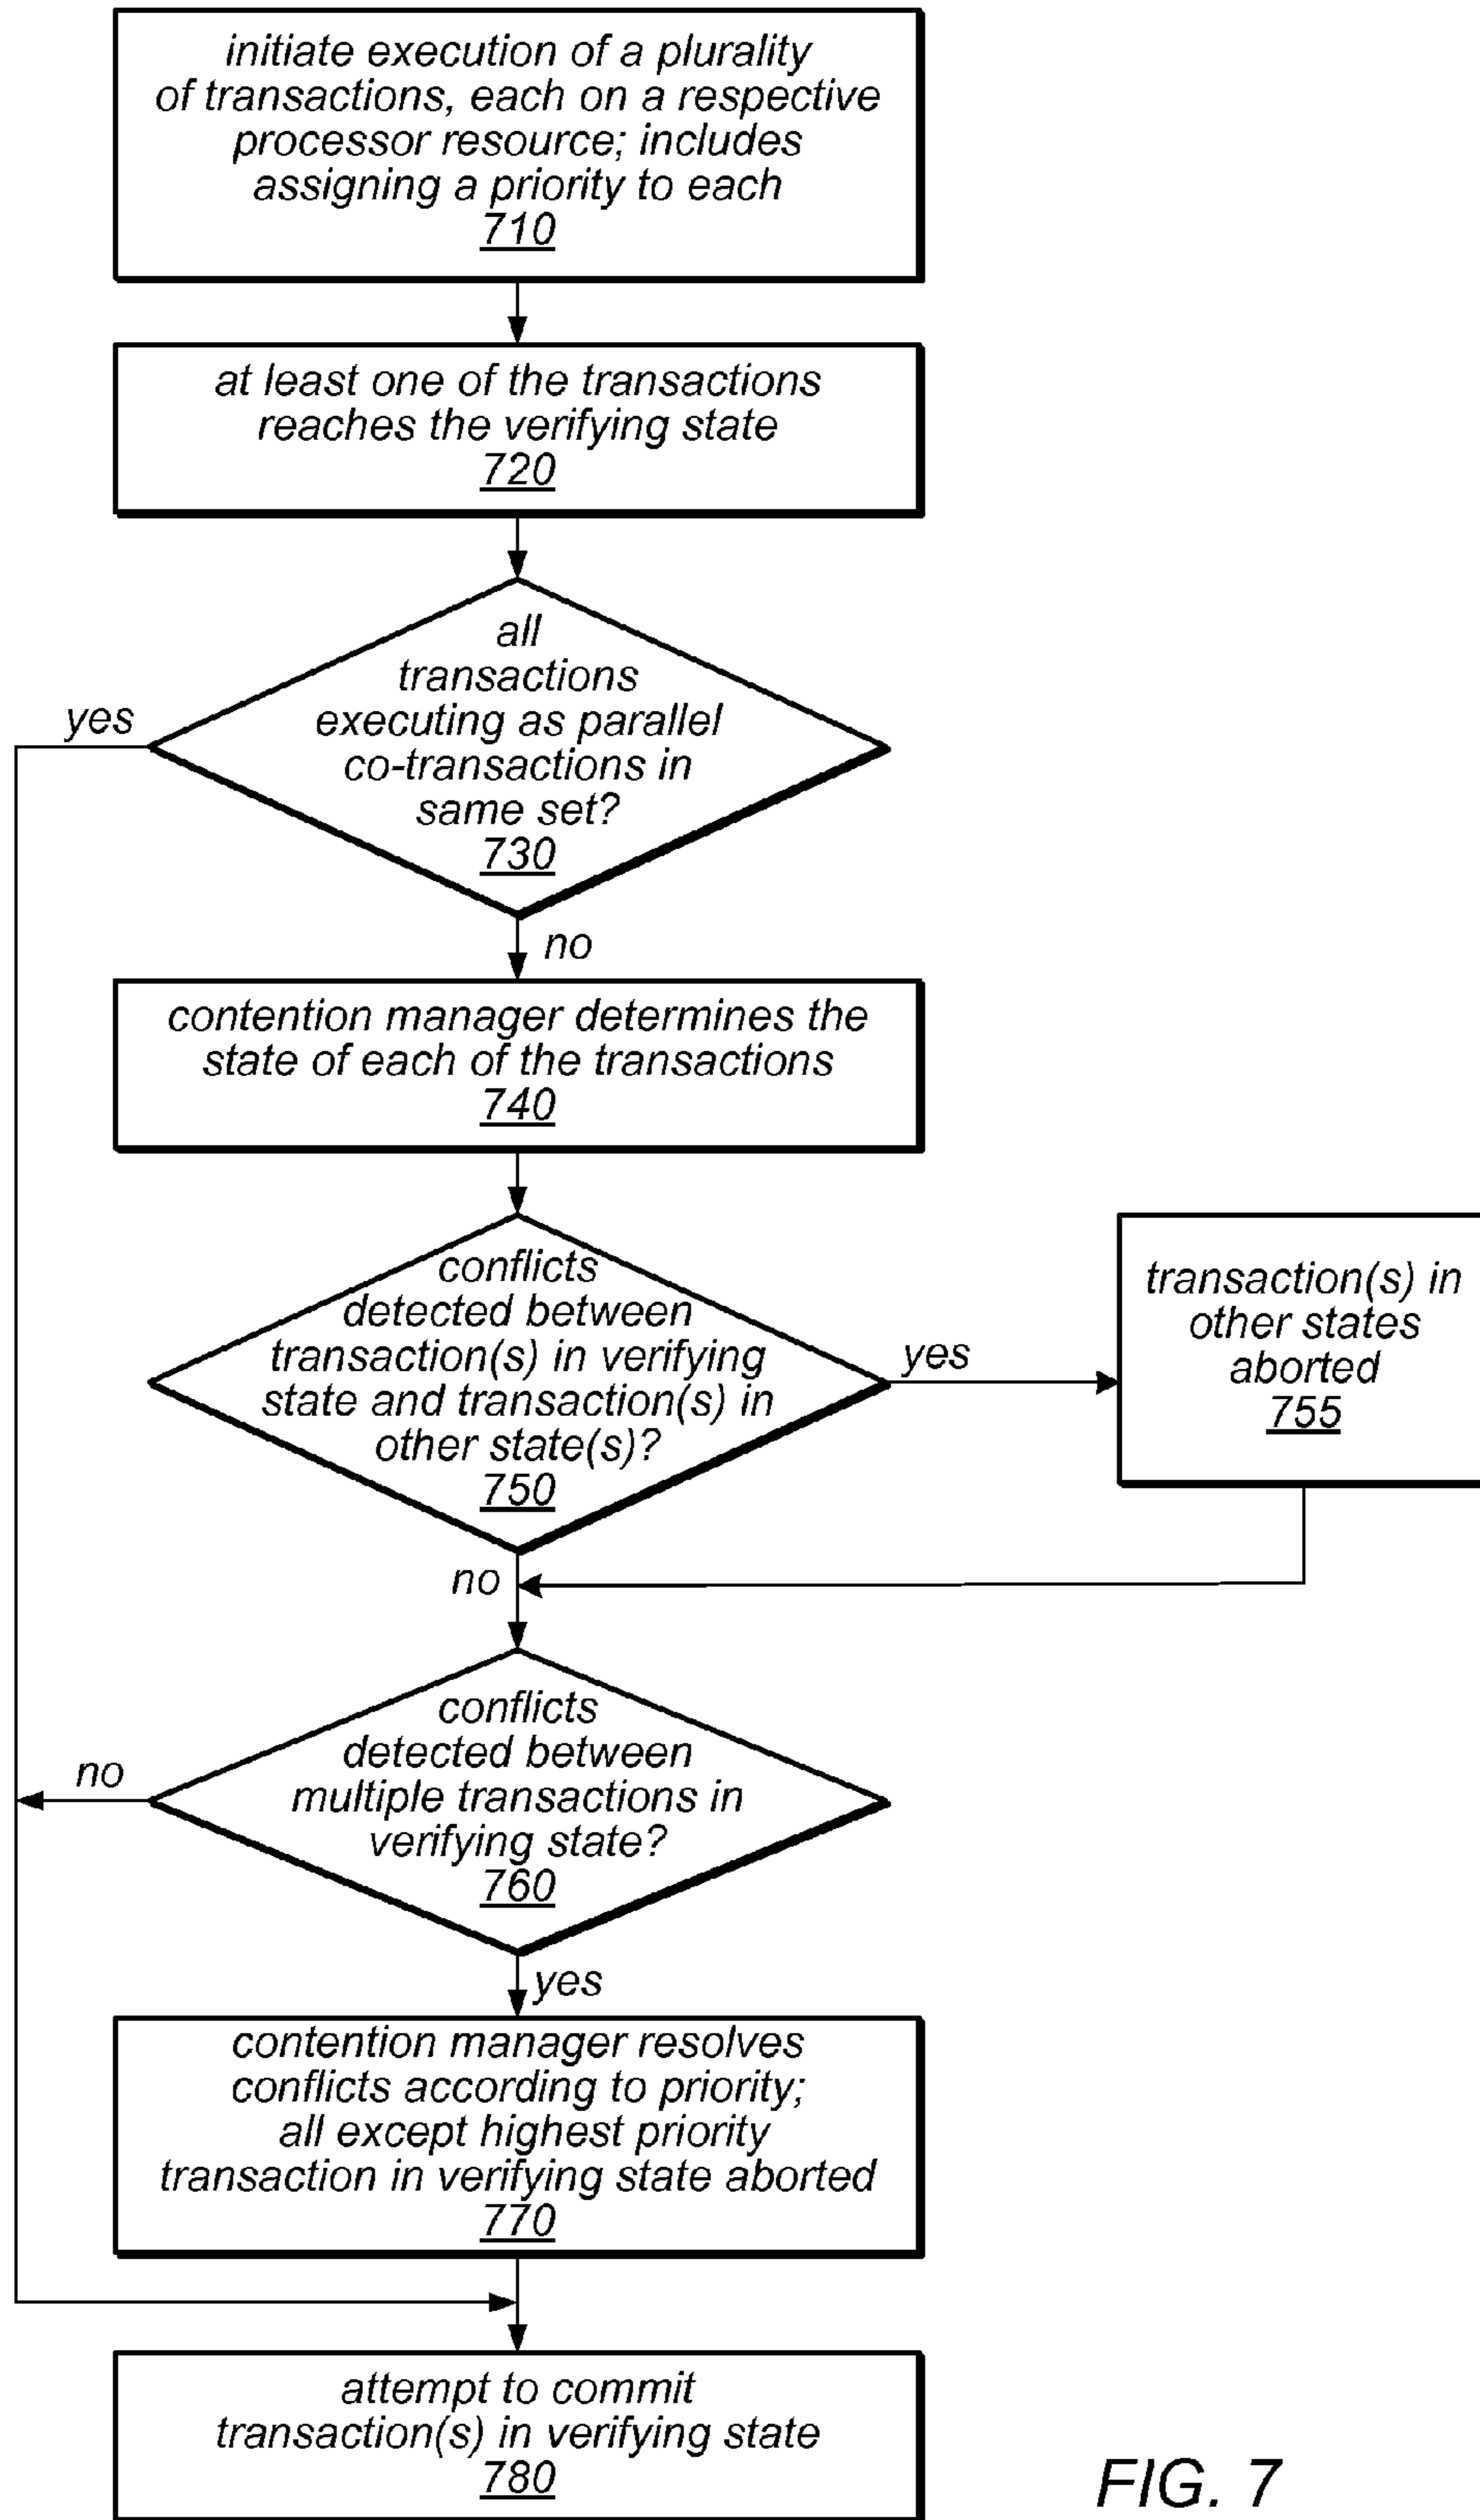 initiate execution of a plurality
of transactions, each on a respective
processor resource; includes
assigning a priority to each
710
at least one of the transactions
reaches the verifying state
720
all
transactions
executing as parallel
co-transactions in
same set?
730
yes
no
contention manager determines the
state of each of the transactions
740
conflicts
detected between
transaction(s) in verifying
state and transaction(s) in
other state(s)?
750
yes
transaction(s) in
other states
aborted
755
no
conflicts
detected between
multiple transactions in
verifying state?
760
no
yes
contention manager resolves
conflicts according to priority;
all except highest priority
transaction in verifying state aborted
770
attempt to commit
transaction(s) in verifying state
780
FIG. 7